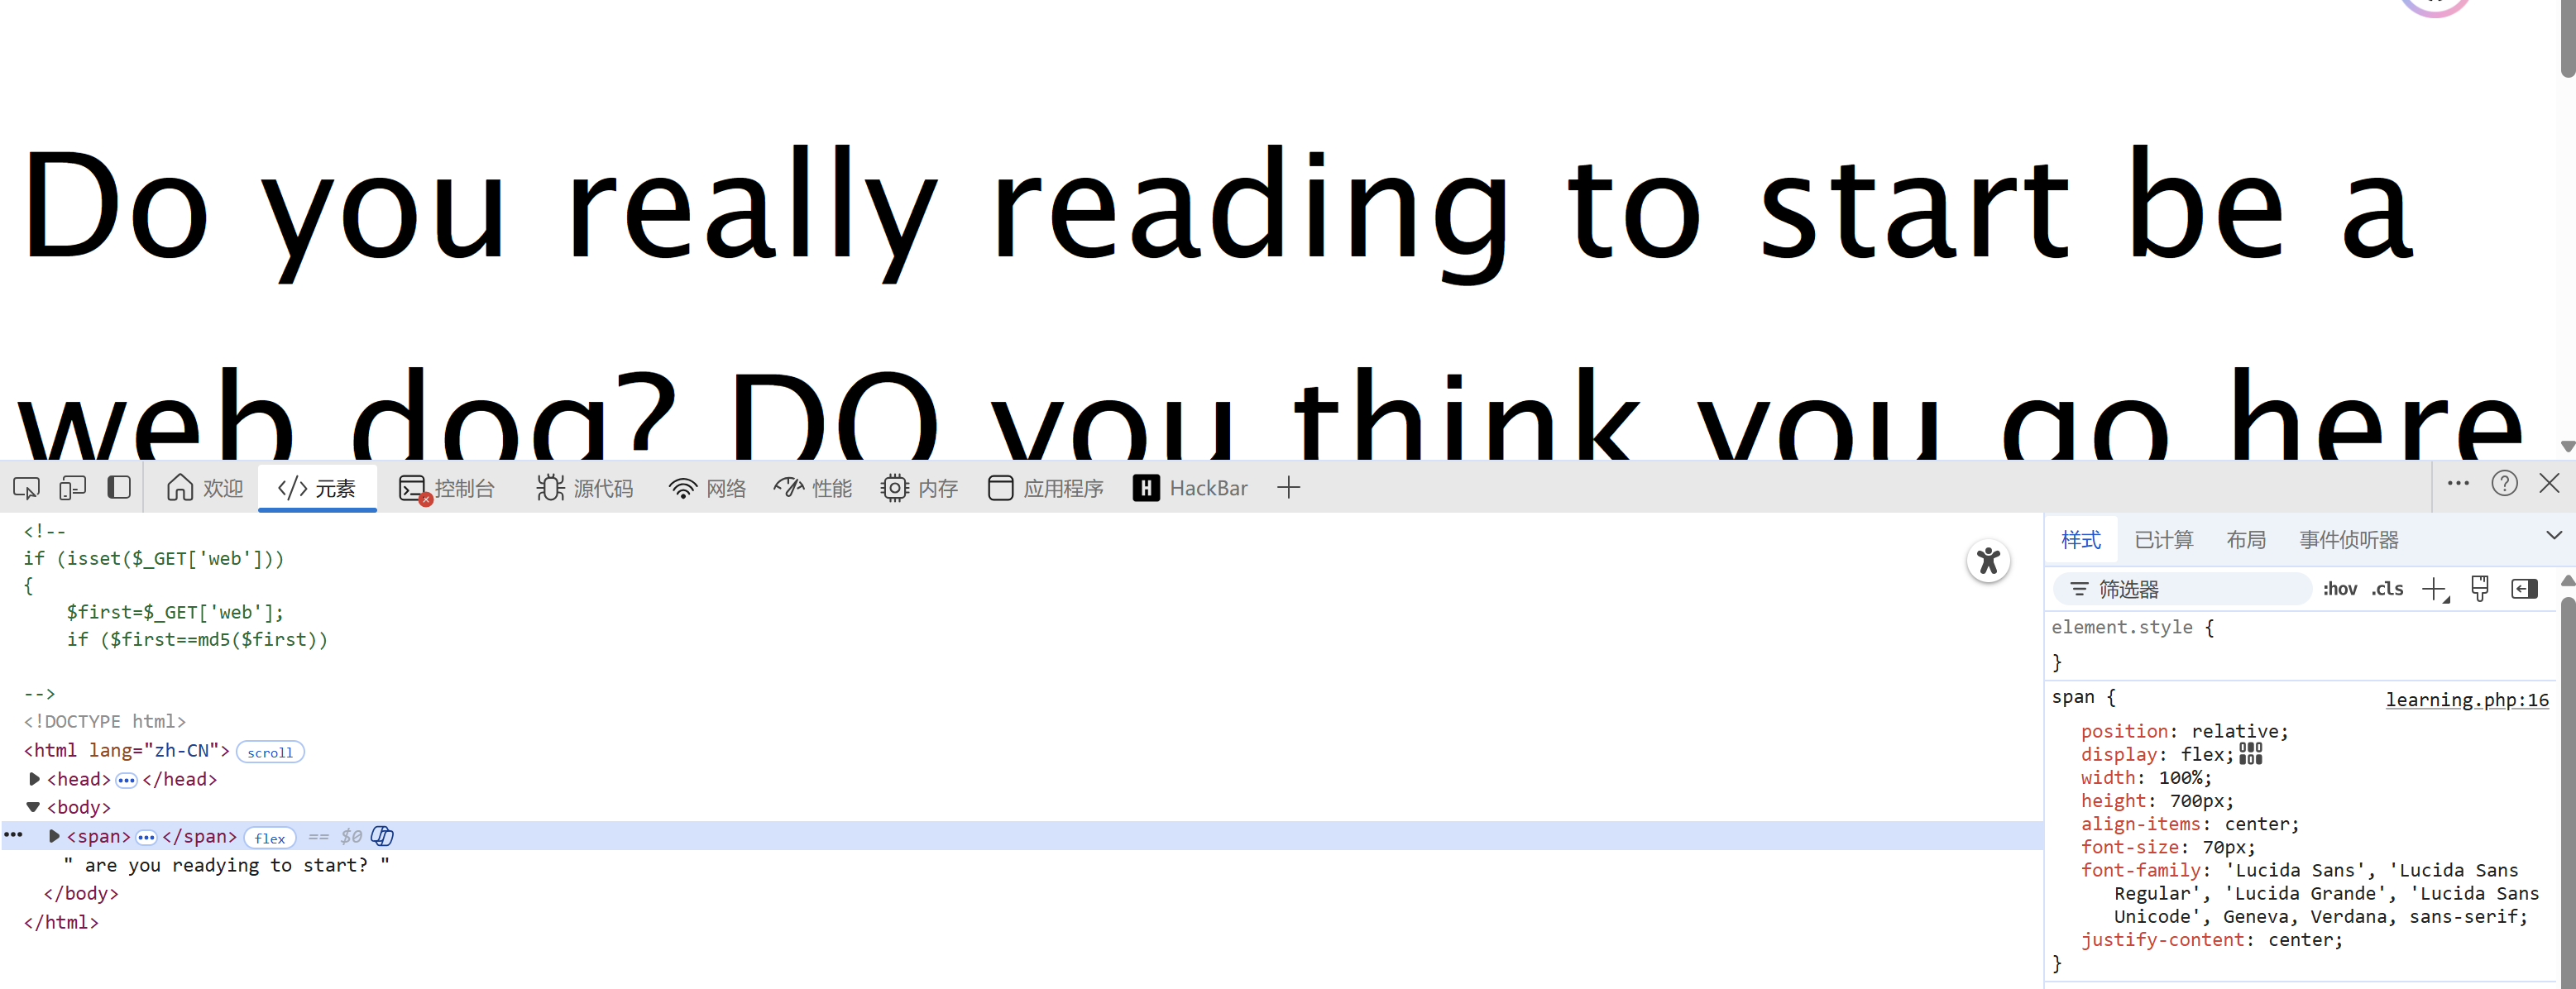 Do you really reading to start be a
web dog? DO you think you go here
欢迎 元素 控制台 源代码 网络 性能 内存 应用程序 H HackBar
<!--
if (isset($_GET['web']))
{
$first=$_GET['web'];
if ($first==md5($first))
-->
<!DOCTYPE html>
<html lang="zh-CN"> scroll
<head> ••• </head>
<body>
<span> ••• </span> flex == $0
" are you readying to start? "
</body>
</html>
样式 已计算 布局 事件侦听器
筛选器 :hov .cls
element.style {
}
span { learning.php:16
position: relative;
display: flex;
width: 100%;
height: 700px;
align-items: center;
font-size: 70px;
font-family: 'Lucida Sans', 'Lucida Sans
Regular', 'Lucida Grande', 'Lucida Sans
Unicode', Geneva, Verdana, sans-serif;
justify-content: center;
}